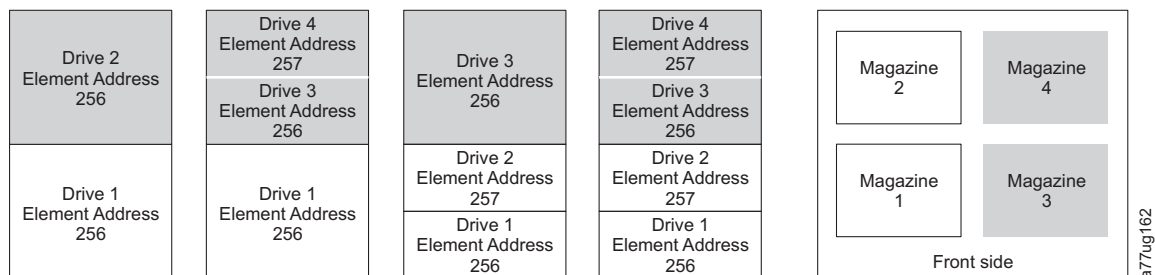 Drive 2
Element Address
256
Drive 1
Element Address
256
Drive 4
Element Address
257
Drive 3
Element Address
256
Drive 1
Element Address
256
Drive 3
Element Address
256
Drive 2
Element Address
257
Drive 1
Element Address
256
Drive 4
Element Address
257
Drive 3
Element Address
256
Drive 2
Element Address
257
Drive 1
Element Address
256
Magazine
2
Magazine
4
Magazine
1
Magazine
3
Front side
a77ug162